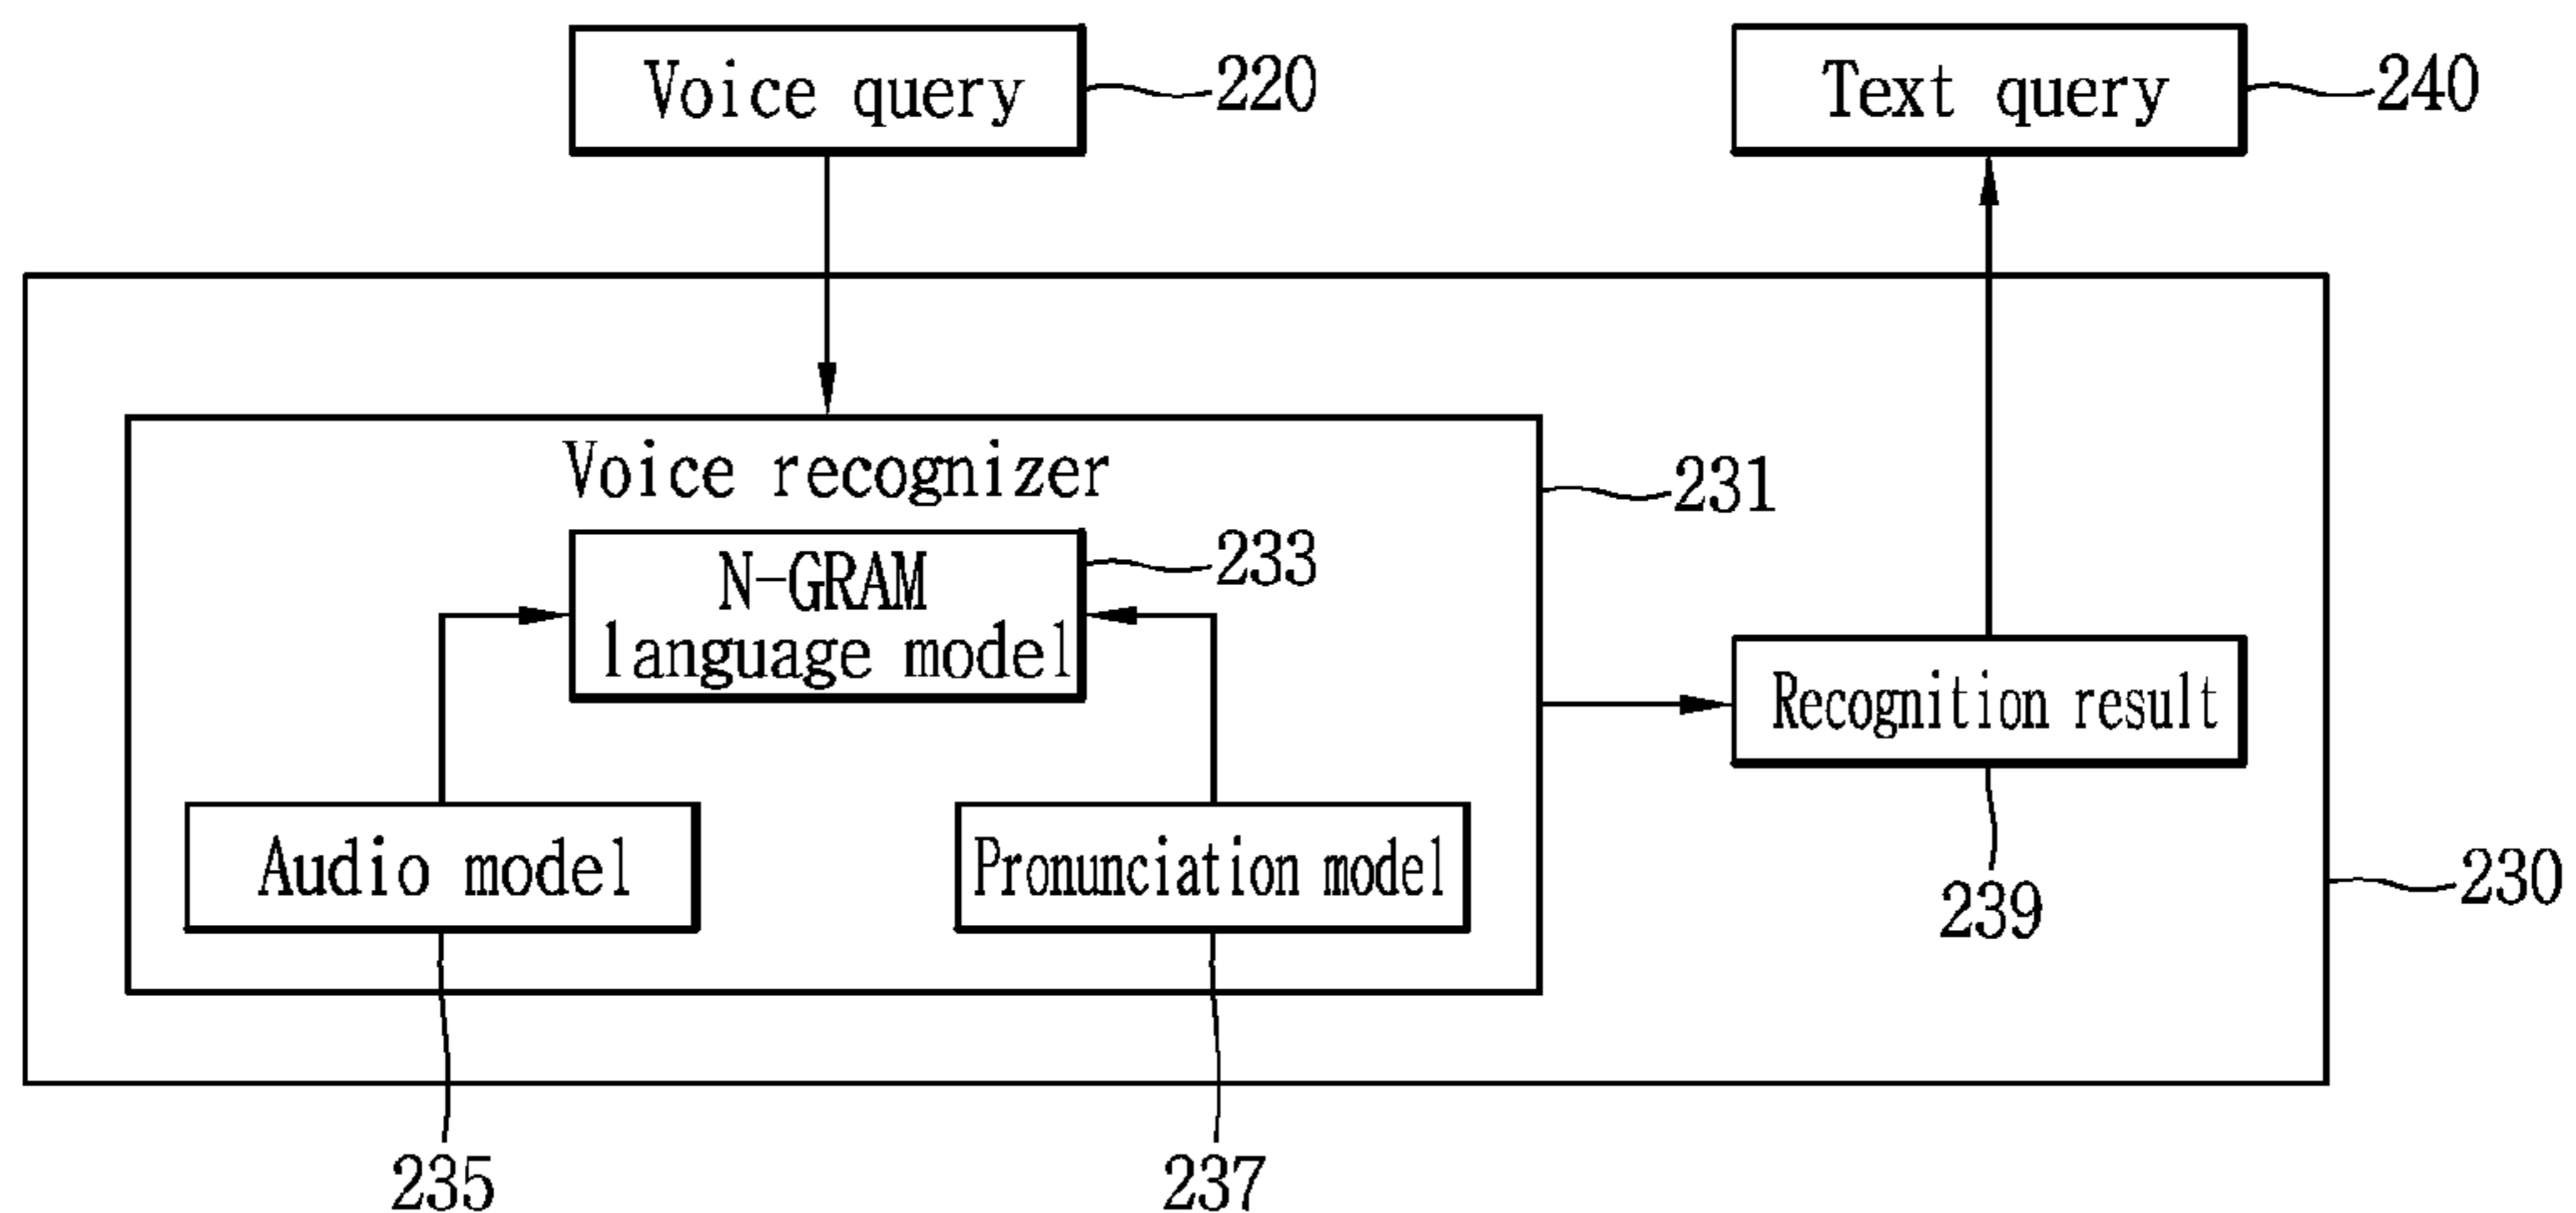 Voice query
220
Text query
240
Voice recognizer
231
N-GRAM
language model
233
Recognition result
Audio model
Pronunciation model
230
239
235
237